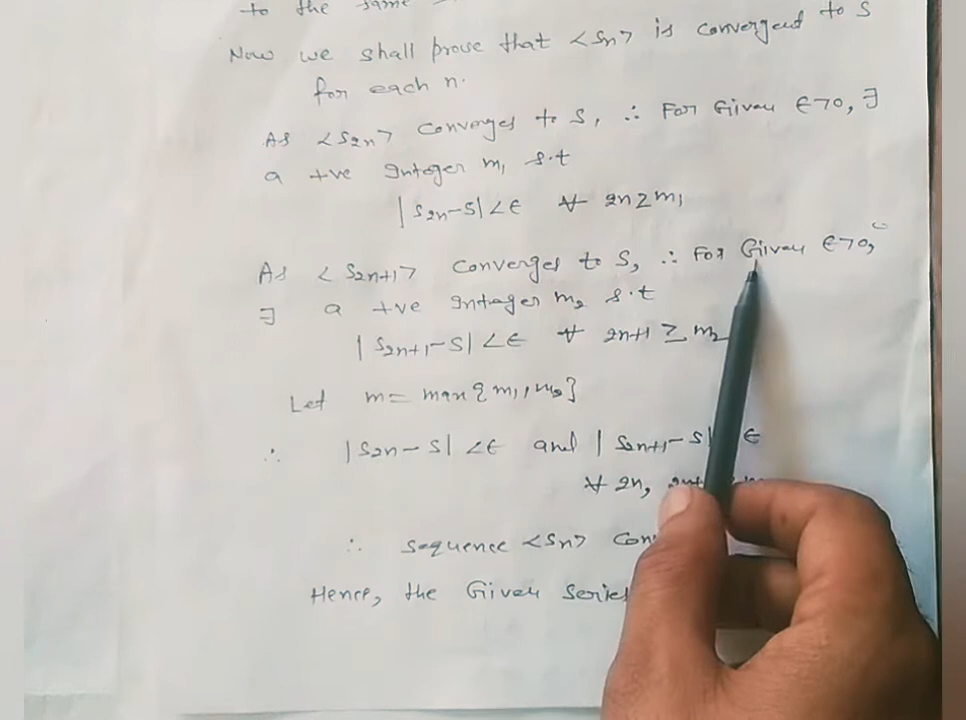 to the same
Now we shall prove that <Sn> is convergent to S
for each n.
As <S2n> converges to S, ∴ For Given ϵ>0, ∃
a +ve Integer m1 s.t
|S2n-S|<ϵ ∀ 2n≥m1
As <S2n+1> converges to S, ∴ For Given ϵ>0,
∃ a +ve Integer m2 s.t
|S2n+1-S|<ϵ ∀ 2n+1 ≥ m2
Let m = max{m1, m2}
∴ |S2n-S|<ϵ and |S2n+1-S| ϵ
∀ 2n,
∴ Sequence <Sn> Con
Hence, the Given Series